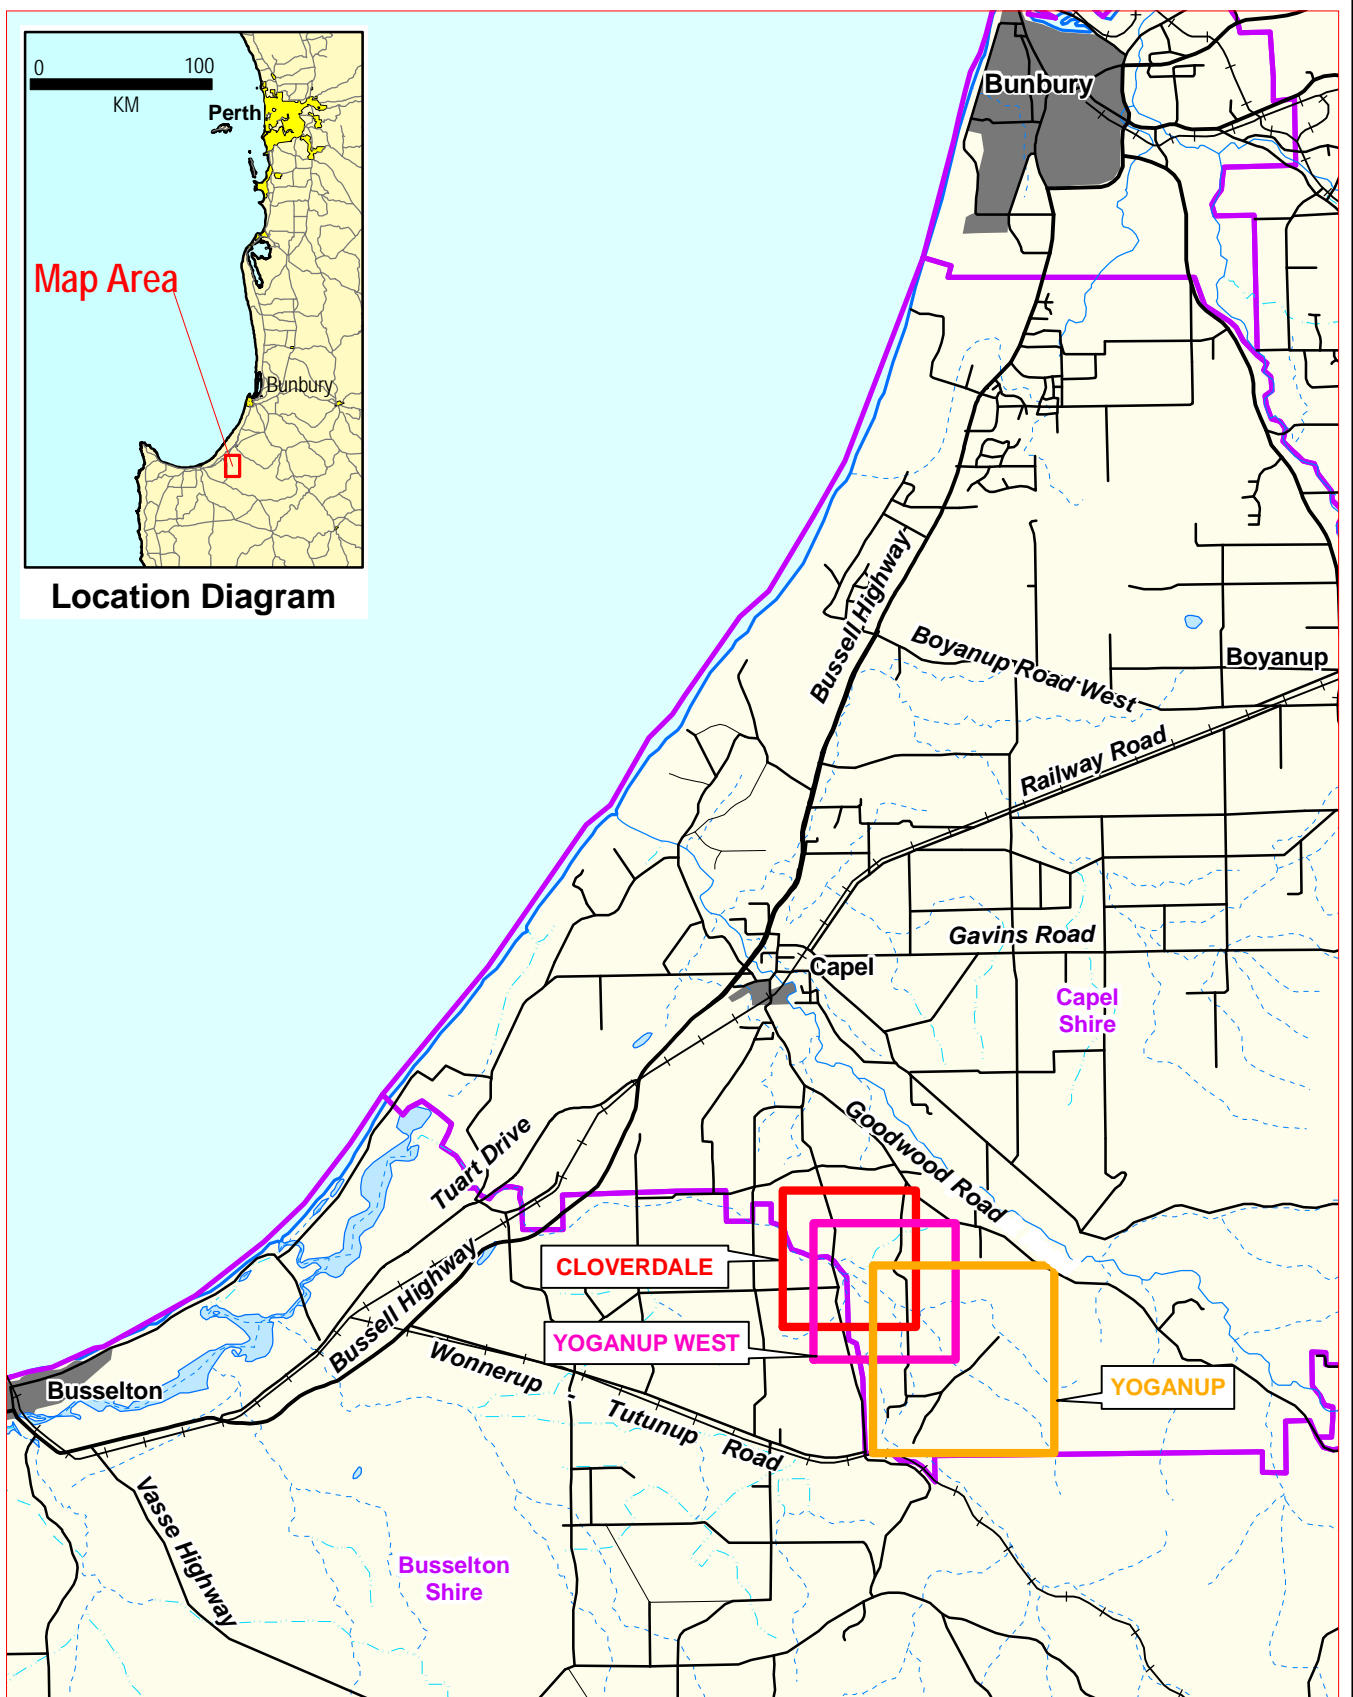 0 100
KM
Perth
Map Area
Bunbury
Location Diagram
Bunbury
Bussell Highway
Boyanup Road West
Boyanup
Railway Road
Gavins Road
Capel
Capel
Shire
Goodwood Road
Tuart Drive
CLOVERDALE
Bussell Highway
YOGANUP WEST
Wonnerup -
Tutunup Road
YOGANUP
Busselton
Vasse Highway
Busselton
Shire